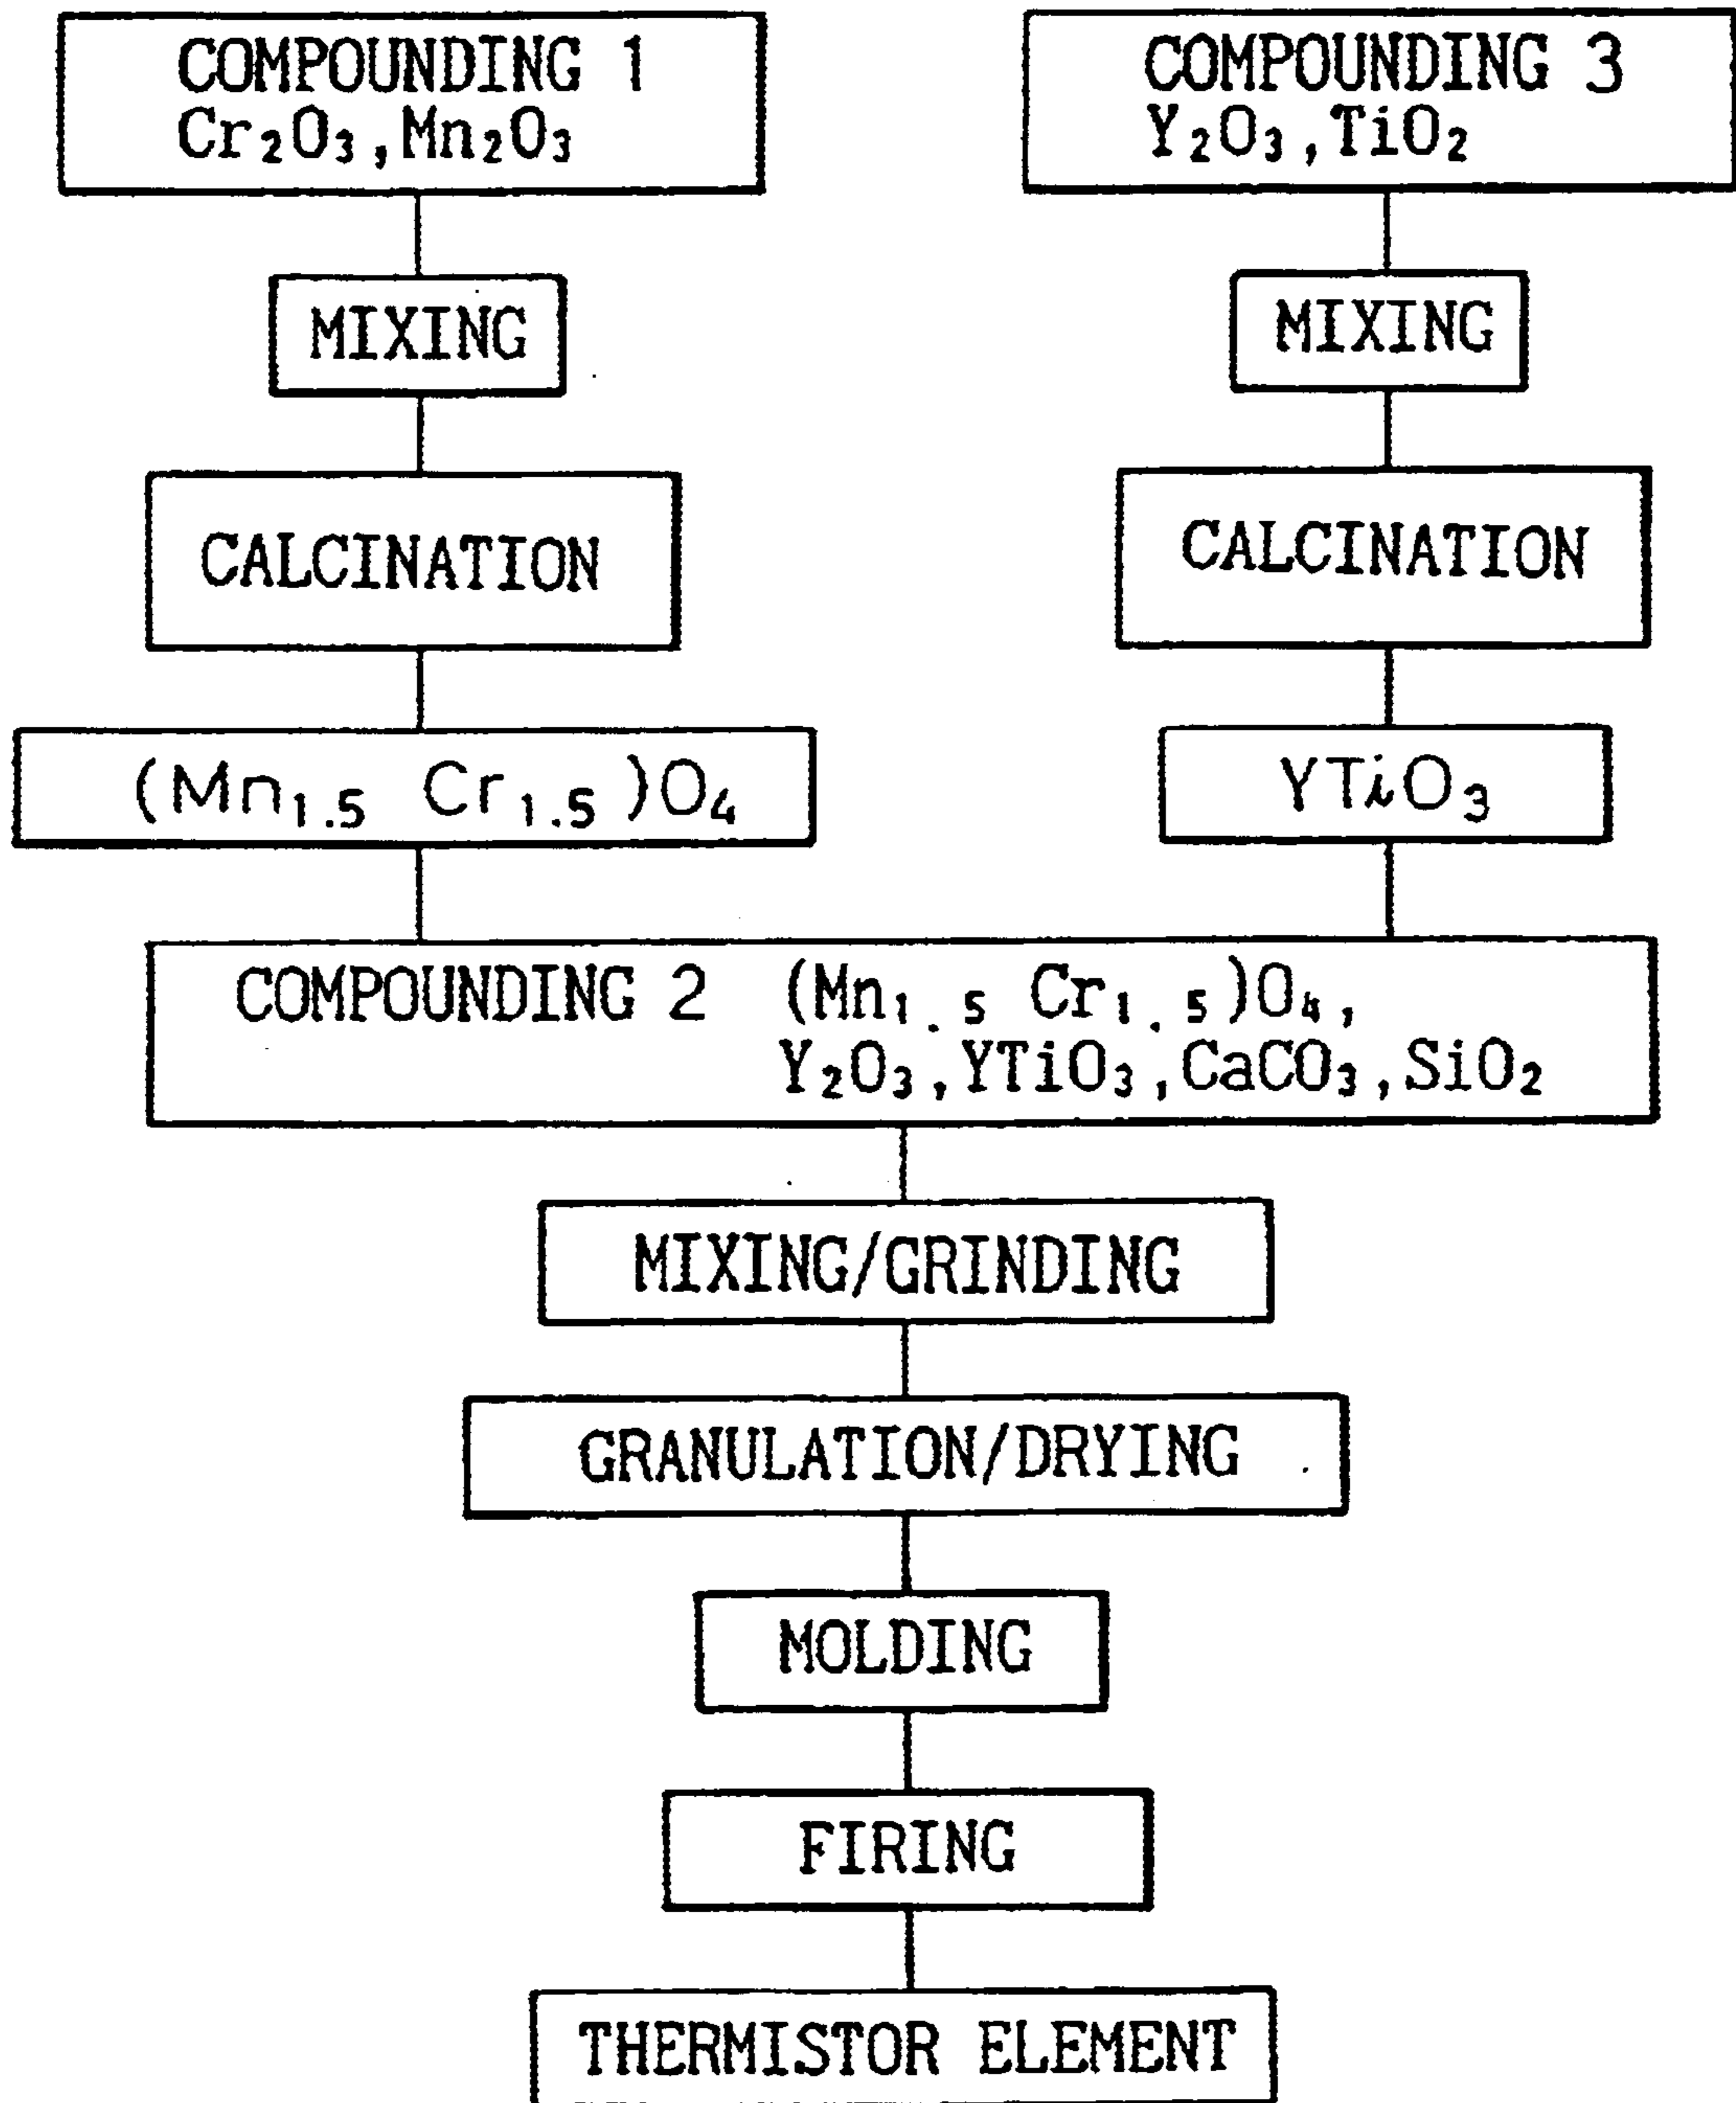 COMPOUNDING 1
Cr₂O₃,Mn₂O₃
COMPOUNDING 3
Y₂O₃,TiO₂
MIXING
MIXING
CALCINATION
CALCINATION
(Mn₁.₅ Cr₁.₅)O₄
YTiO₃
COMPOUNDING 2 (Mn₁.₅ Cr₁.₅)O₄,
Y₂O₃,YTiO₃,CaCO₃,SiO₂
MIXING/GRINDING
GRANULATION/DRYING
MOLDING
FIRING
THERMISTOR ELEMENT